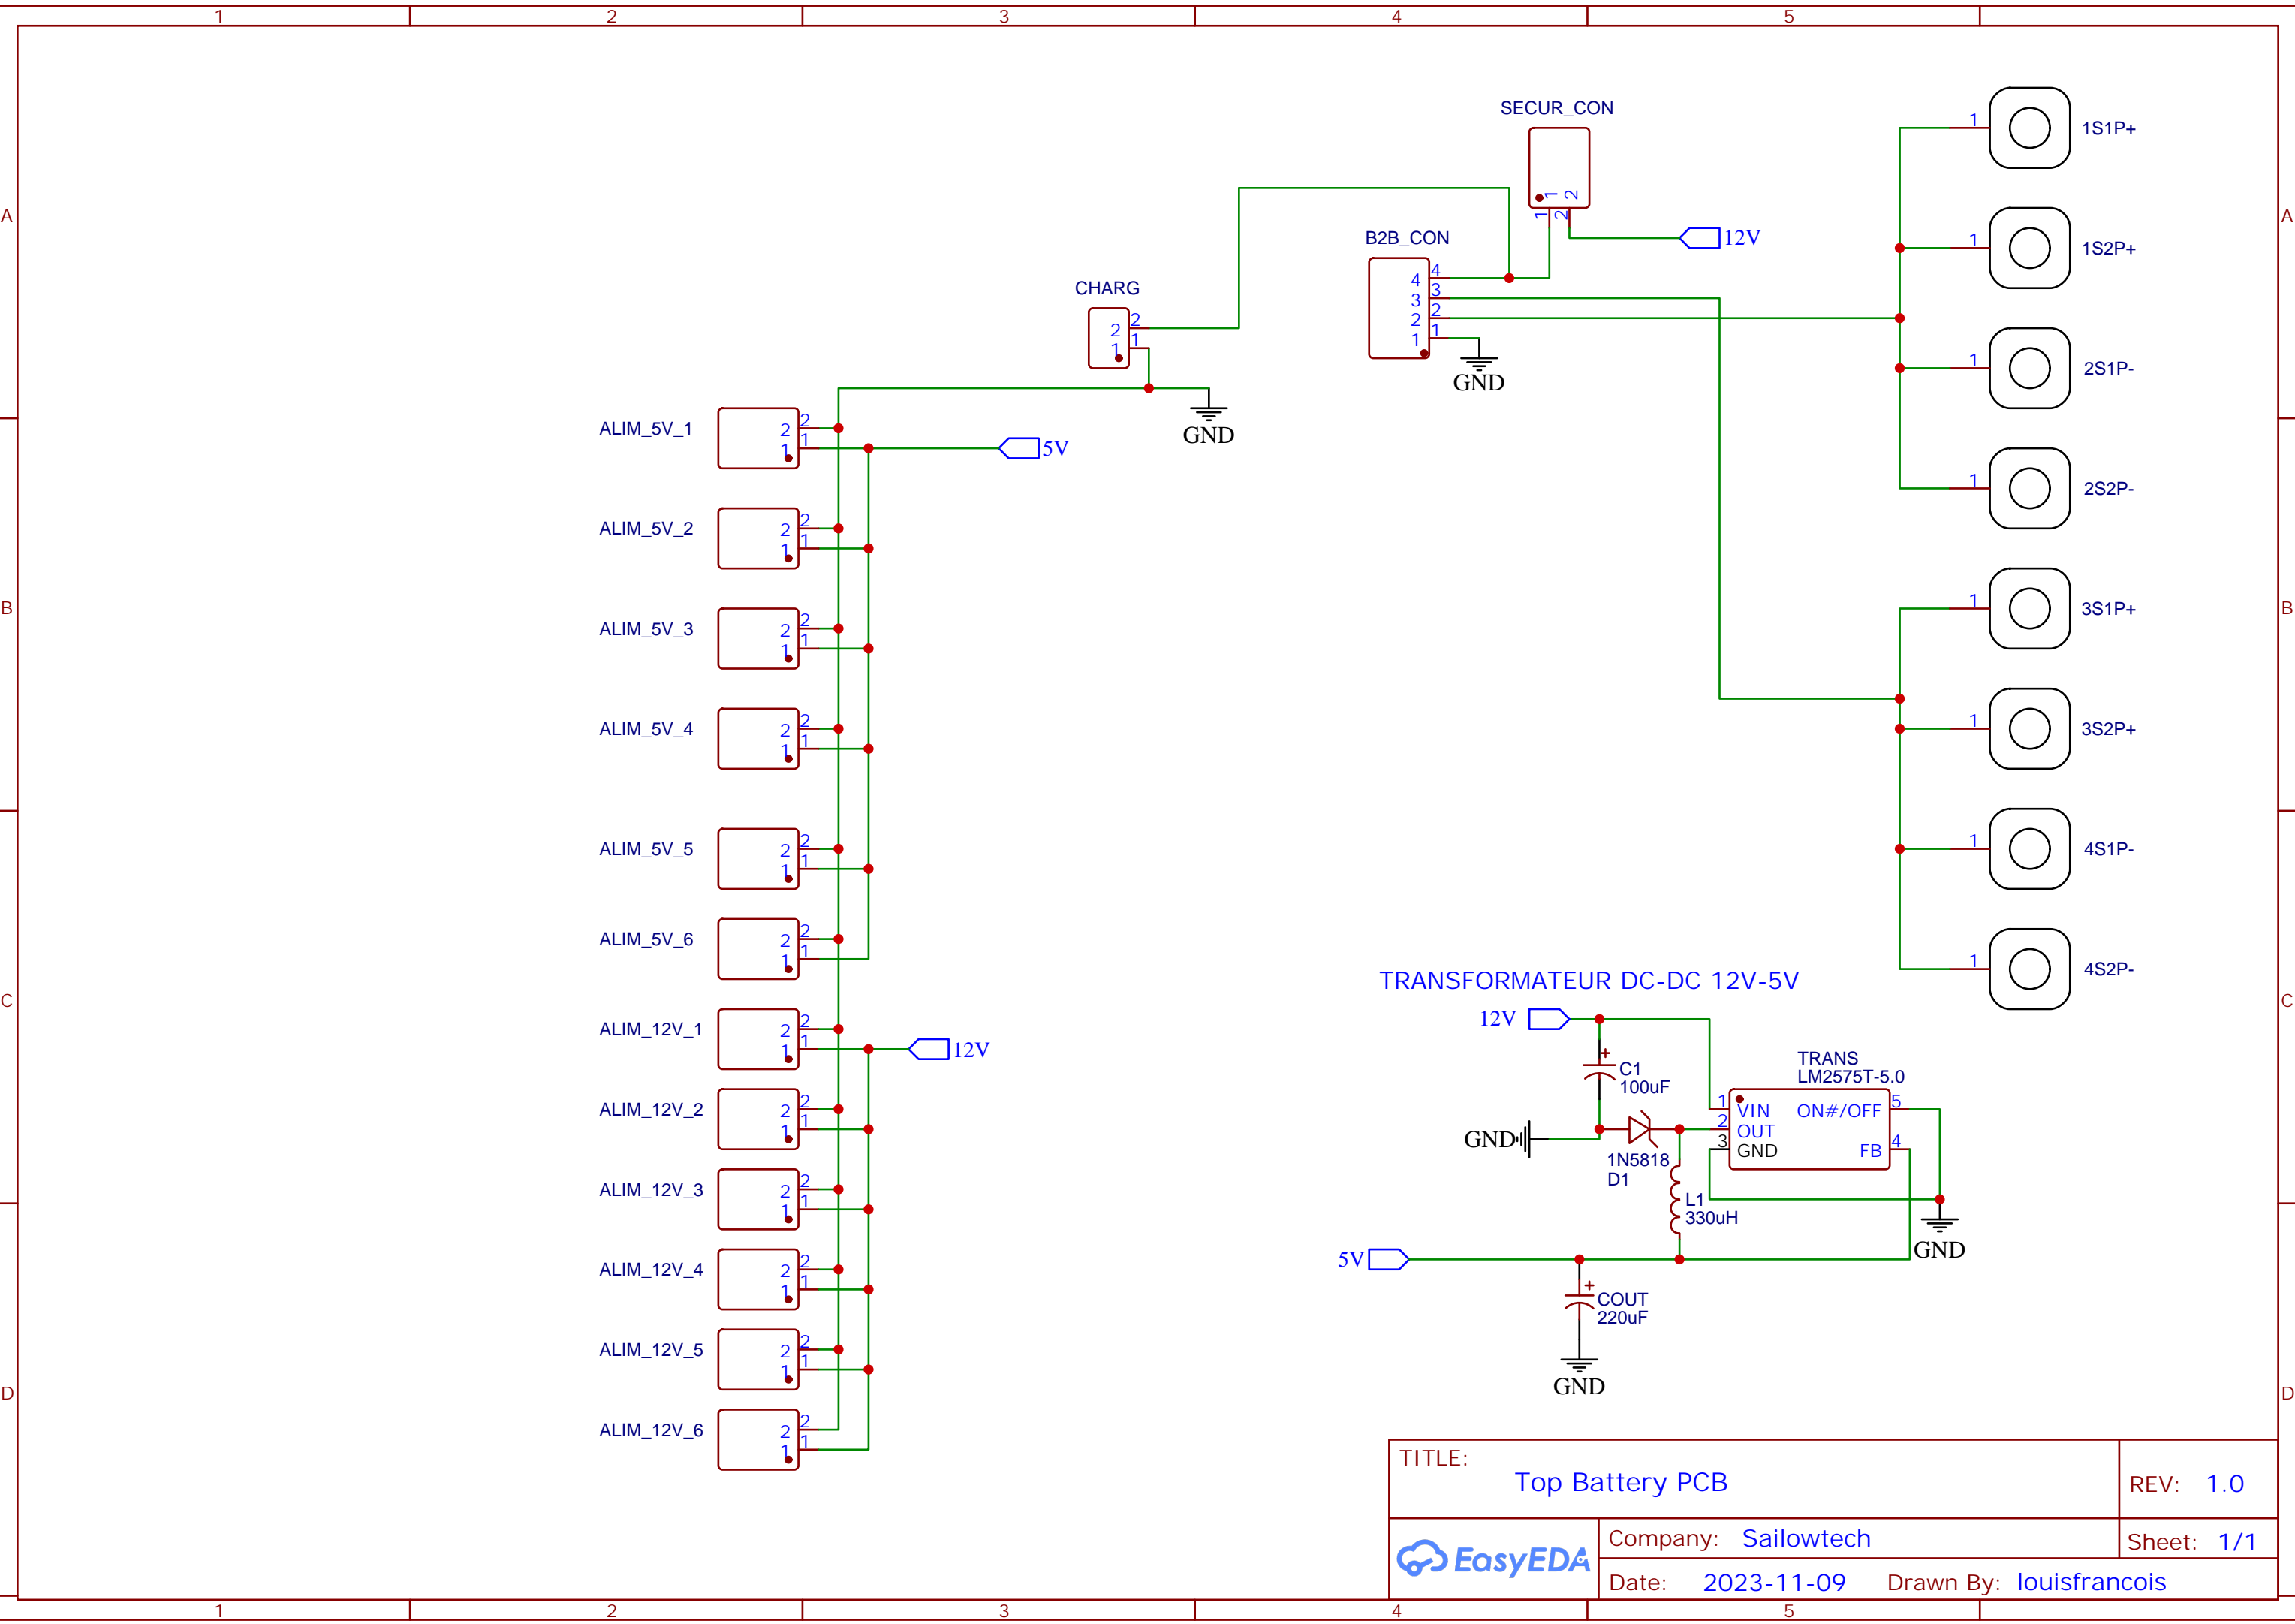 1 2 3 4 5
A A
B B
C C
D D
SECUR_CON
1 2
1 2
12V
B2B_CON
4 4
3 3
2 2
1 1
GND
CHARG
2 2
1 1
GND
1 1S1P+
1 1S2P+
1 2S1P-
1 2S2P-
1 3S1P+
1 3S2P+
1 4S1P-
1 4S2P-
ALIM_5V_1
2 2
1 1
5V
ALIM_5V_2
2 2
1 1
ALIM_5V_3
2 2
1 1
ALIM_5V_4
2 2
1 1
ALIM_5V_5
2 2
1 1
ALIM_5V_6
2 2
1 1
ALIM_12V_1
2 2
1 1
12V
ALIM_12V_2
2 2
1 1
ALIM_12V_3
2 2
1 1
ALIM_12V_4
2 2
1 1
ALIM_12V_5
2 2
1 1
ALIM_12V_6
2 2
1 1
TRANSFORMATEUR DC-DC 12V-5V
12V
+
C1
100uF
TRANS
LM2575T-5.0
1 VIN ON#/OFF 5
2 OUT
3 GND FB 4
GND
1N5818
D1
L1
330uH
GND
5V
+
COUT
220uF
GND
TITLE:
Top Battery PCB
REV: 1.0
EasyEDA
Company: Sailowtech
Sheet: 1/1
Date: 2023-11-09 Drawn By: louisfrancois
1 2 3 4 5